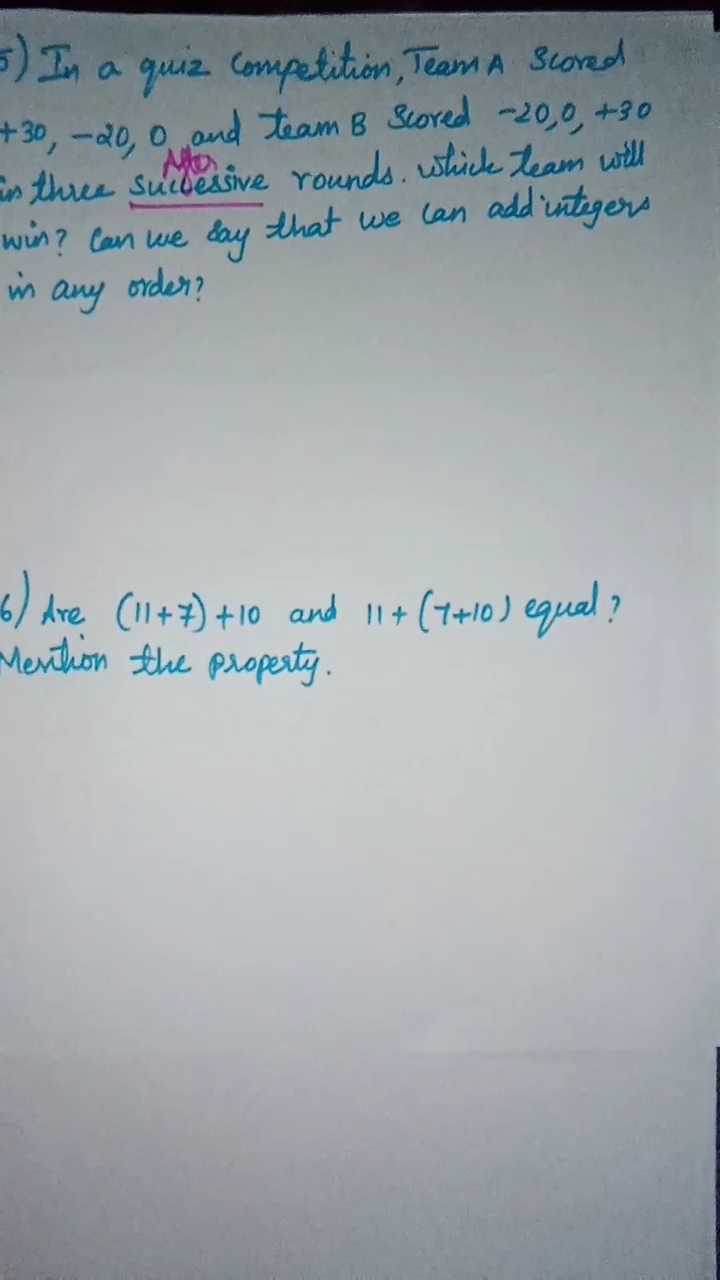 5) In a quiz competition, Team A Scored
+30, -20, 0 and team B Scored -20, 0, +30
After
in three successive rounds. which team will
win? Can we say that we can add integers
in any order?
6) Are (11+7) +10 and 11+ (7+10) equal?
Mention the property.